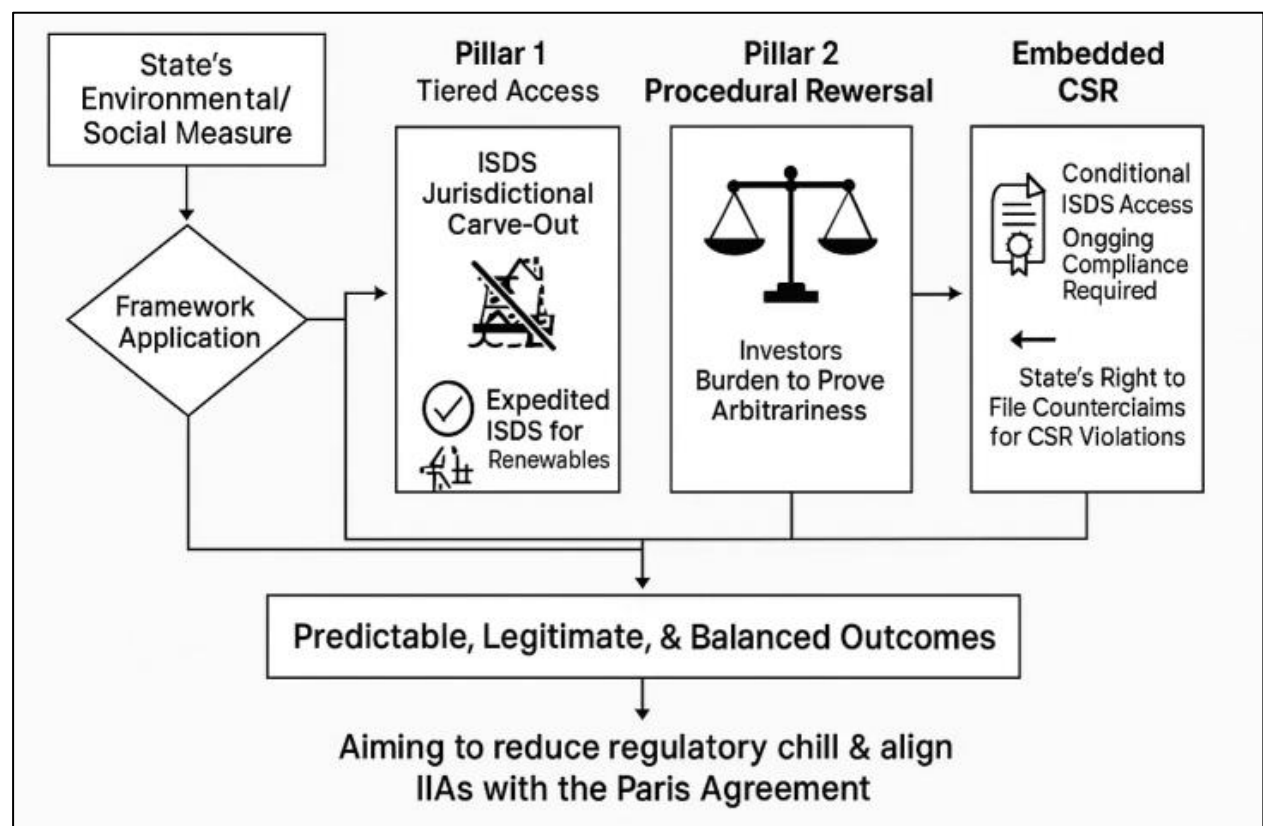 State's
Environmental/
Social Measure
Framework
Application
Pillar 1
Tiered Access
ISDS
Jurisdictional
Carve-Out
Expedited
ISDS for
Renewables
Pillar 2
Procedural Rewersal
Investors
Burden to Prove
Arbitrariness
Embedded
CSR
Conditional
ISDS Access
Ongging
Compliance
Required
State's Right to
File Counterciaims
for CSR Violations
Predictable, Legitimate, & Balanced Outcomes
Aiming to reduce regulatory chill & align
IIAs with the Paris Agreement